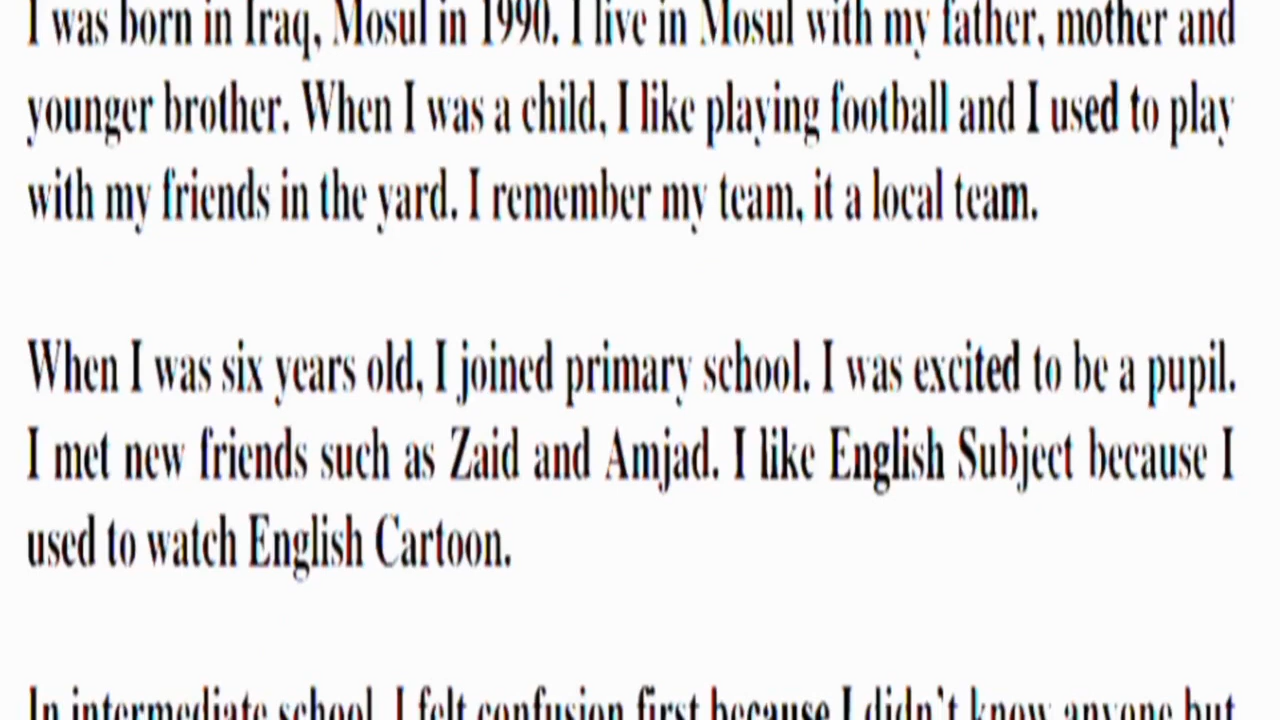 I was born in Iraq, Mosul in 1990. I live in Mosul with my father, mother and
younger brother. When I was a child, I like playing football and I used to play
with my friends in the yard. I remember my team, it a local team.
When I was six years old, I joined primary school. I was excited to be a pupil.
I met new friends such as Zaid and Amjad. I like English Subject because I
used to watch English Cartoon.
In intermediate school, I felt confusion first because I didn't know anyone but